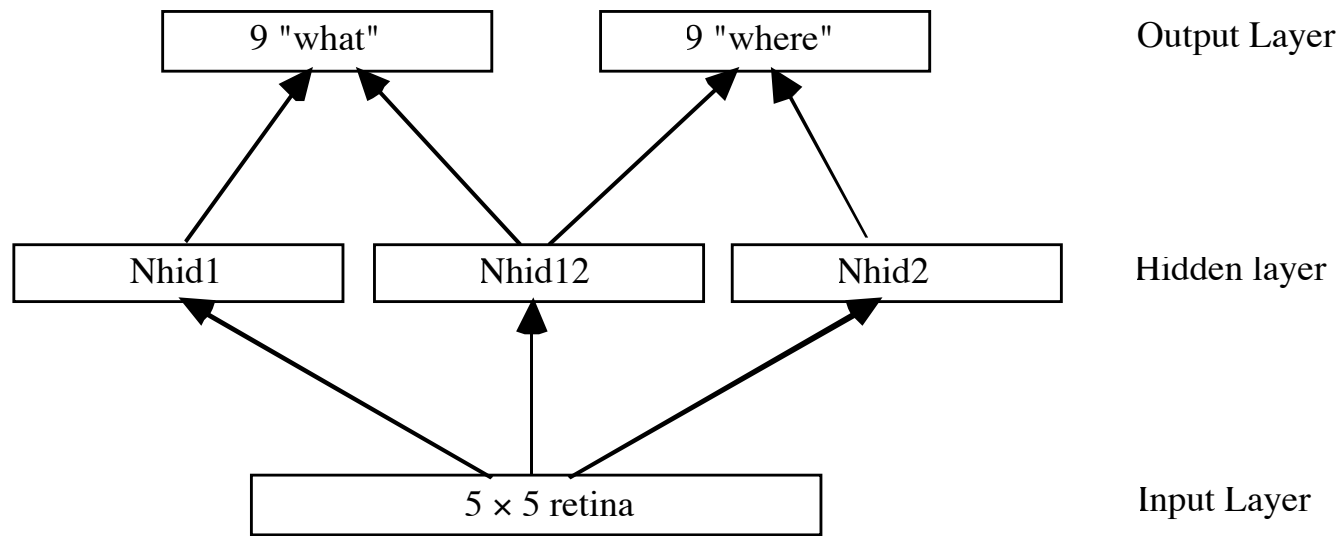 9 "what" 9 "where" Output Layer
Nhid1 Nhid12 Nhid2 Hidden layer
5 × 5 retina Input Layer